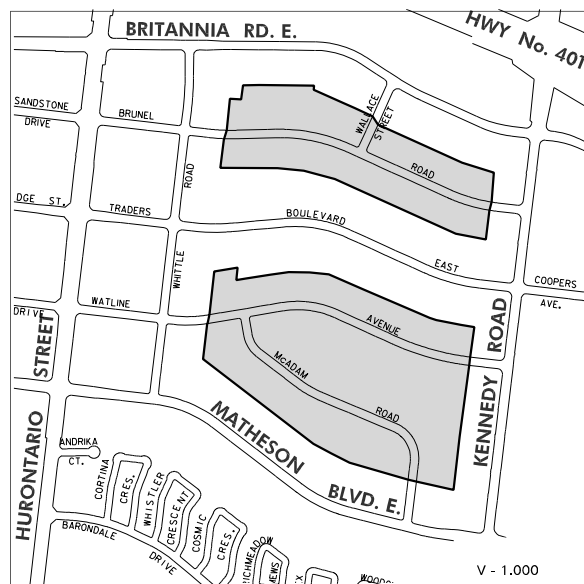 BRITANNIA RD. E.
HWY No. 401
SANDSTONE
DRIVE
BRUNEL
WALLACE
STREET
ROAD
ROAD
DGE ST.
TRADERS
BOULEVARD
EAST
WHITTLE
COOPERS
AVE.
WATLINE
DRIVE
AVENUE
ROAD
STREET
McADAM
ROAD
KENNEDY
MATHESON
BLVD. E.
HURONTARIO
ANDRIKA
CT.
CORTINA
CRES.
WHISTLER
CRESCENT
COSMIC
CRES.
BARONDALE
DRIVE
RICHMEADOW
MEWS
V - 1.000